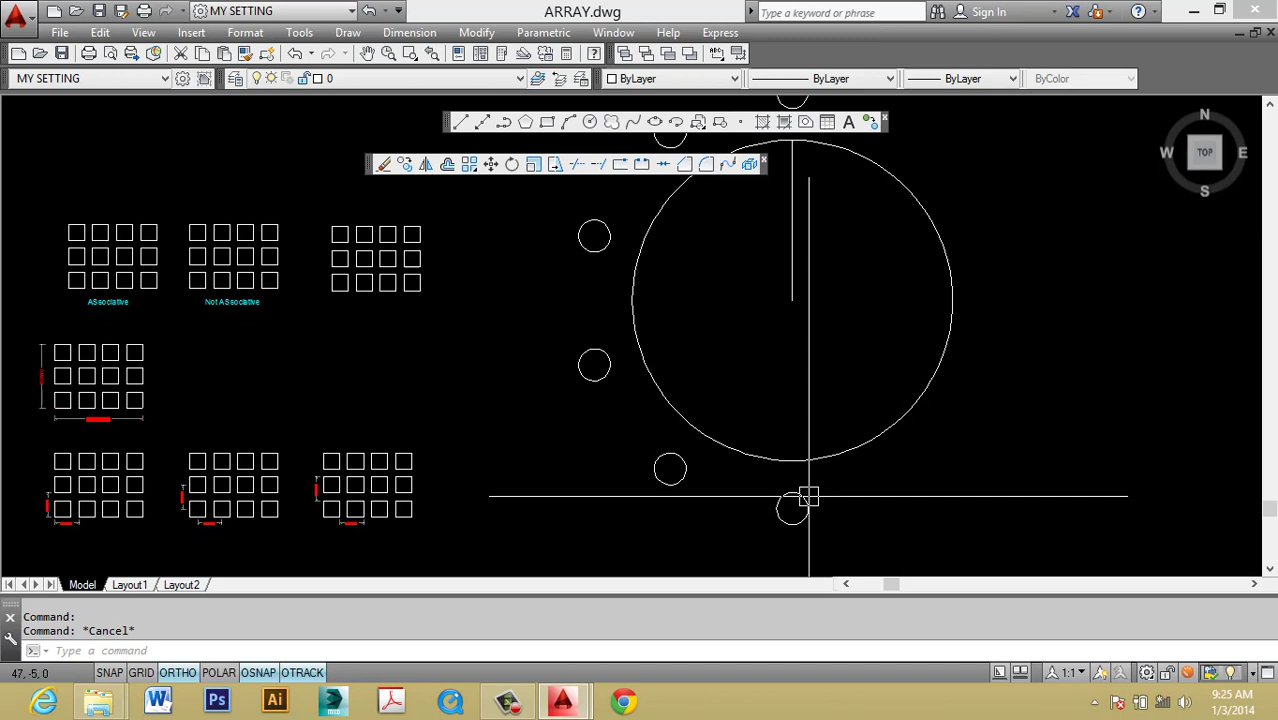 MY SETTING
ARRAY.dwg
Type a keyword or phrase
Sign In
File Edit View Insert Format Tools Draw Dimension Modify Parametric Window Help Express
MY SETTING
0
ByLayer
ByLayer
ByLayer
ByColor
N
W TOP E
S
ASsociative
Not ASsociative
Model Layout1 Layout2
Command:
Command: *Cancel*
Type a command
47, -5, 0
SNAP GRID ORTHO POLAR OSNAP OTRACK
1:1
9:25 AM
1/3/2014